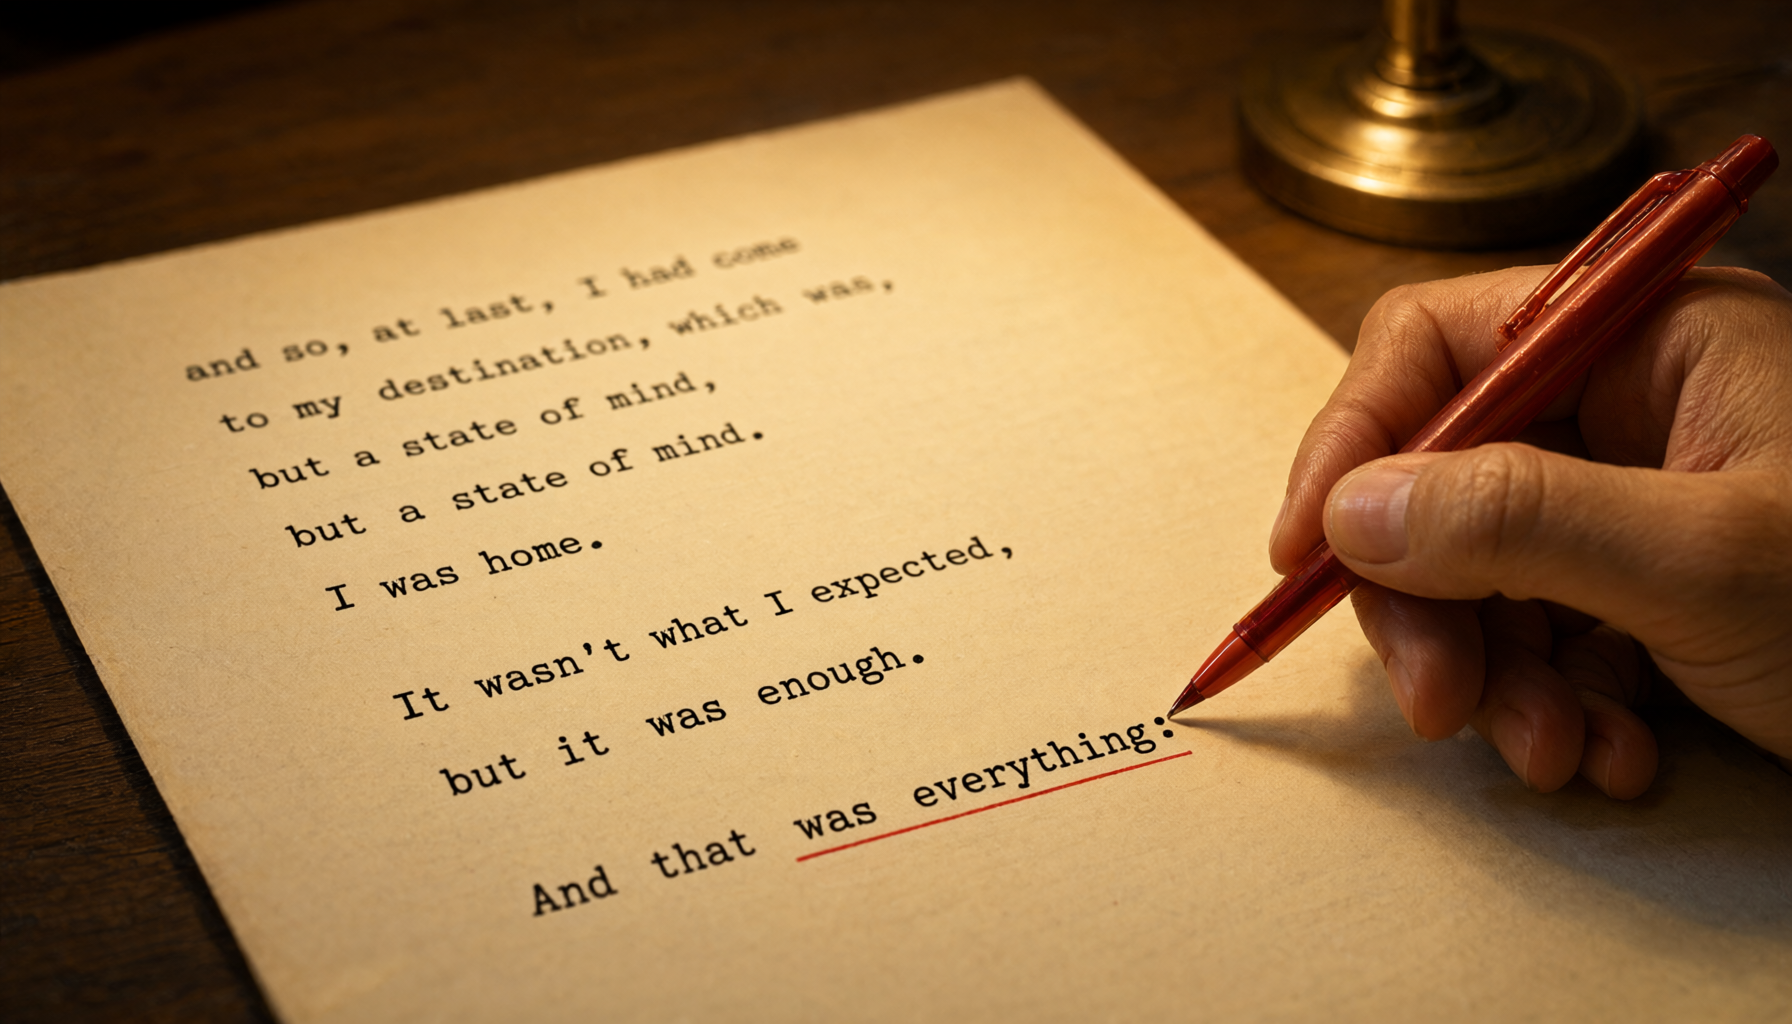 and so, at last, I had come
to my destination, which was,
but a state of mind,
but a state of mind.
I was home.
It wasn't what I expected,
but it was enough.
And that was everything: